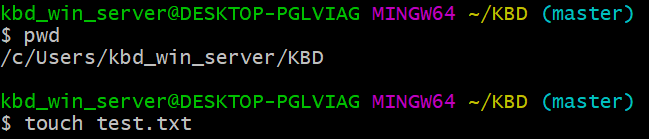 kbd_win_server@DESKTOP-PGLVIAG MINGW64 ~/KBD (master)
$ pwd
/c/Users/kbd_win_server/KBD
kbd_win_server@DESKTOP-PGLVIAG MINGW64 ~/KBD (master)
$ touch test.txt